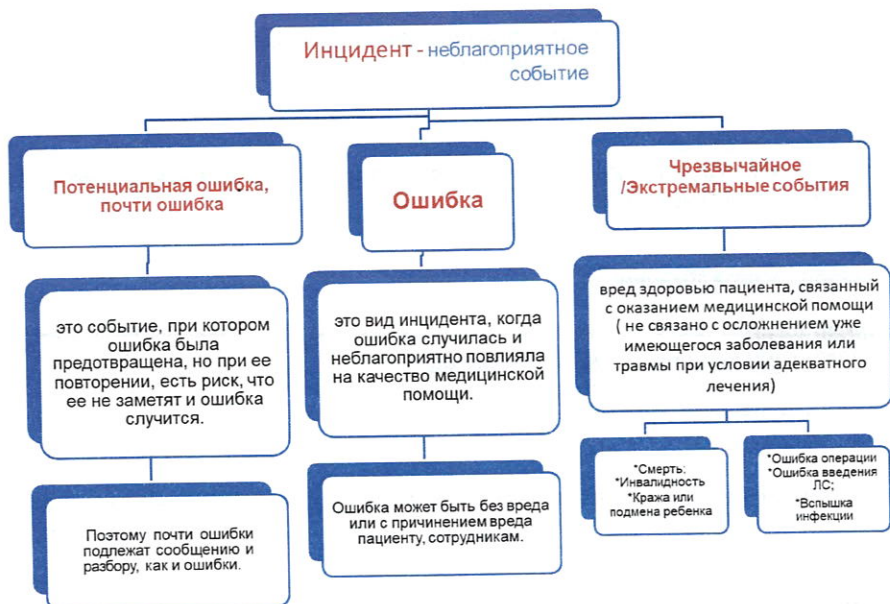 Инцидент - неблагоприятное
событие
Потенциальная ошибка,
почти ошибка
Ошибка
Чрезвычайное
/Экстремальные события
это событие, при котором
ошибка была
предотвращена, но при ее
повторении, есть риск, что
ее не заметят и ошибка
случится.
это вид инцидента, когда
ошибка случилась и
неблагоприятно повлияла
на качество медицинской
помощи.
вред здоровью пациента, связанный
с оказанием медицинской помощи
( не связано с осложнением уже
имеющегося заболевания или
травмы при условии адекватного
лечения)
Поэтому почти ошибки
подлежат сообщению и
разбору, как и ошибки.
Ошибка может быть без вреда
или с причинением вреда
пациенту, сотрудникам.
*Смерть:
*Инвалидность
*Кража или
подмена ребенка
*Ошибка операции
*Ошибка введения
ЛС;
*Вспышка
инфекции